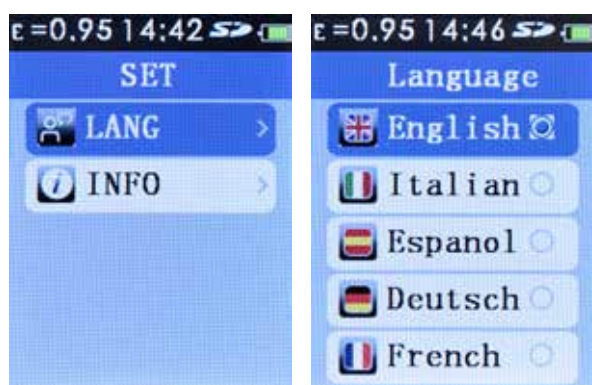 ε=0.95 14:42
SET
LANG
INFO
ε=0.95 14:46
Language
English
Italian
Espanol
Deutsch
French